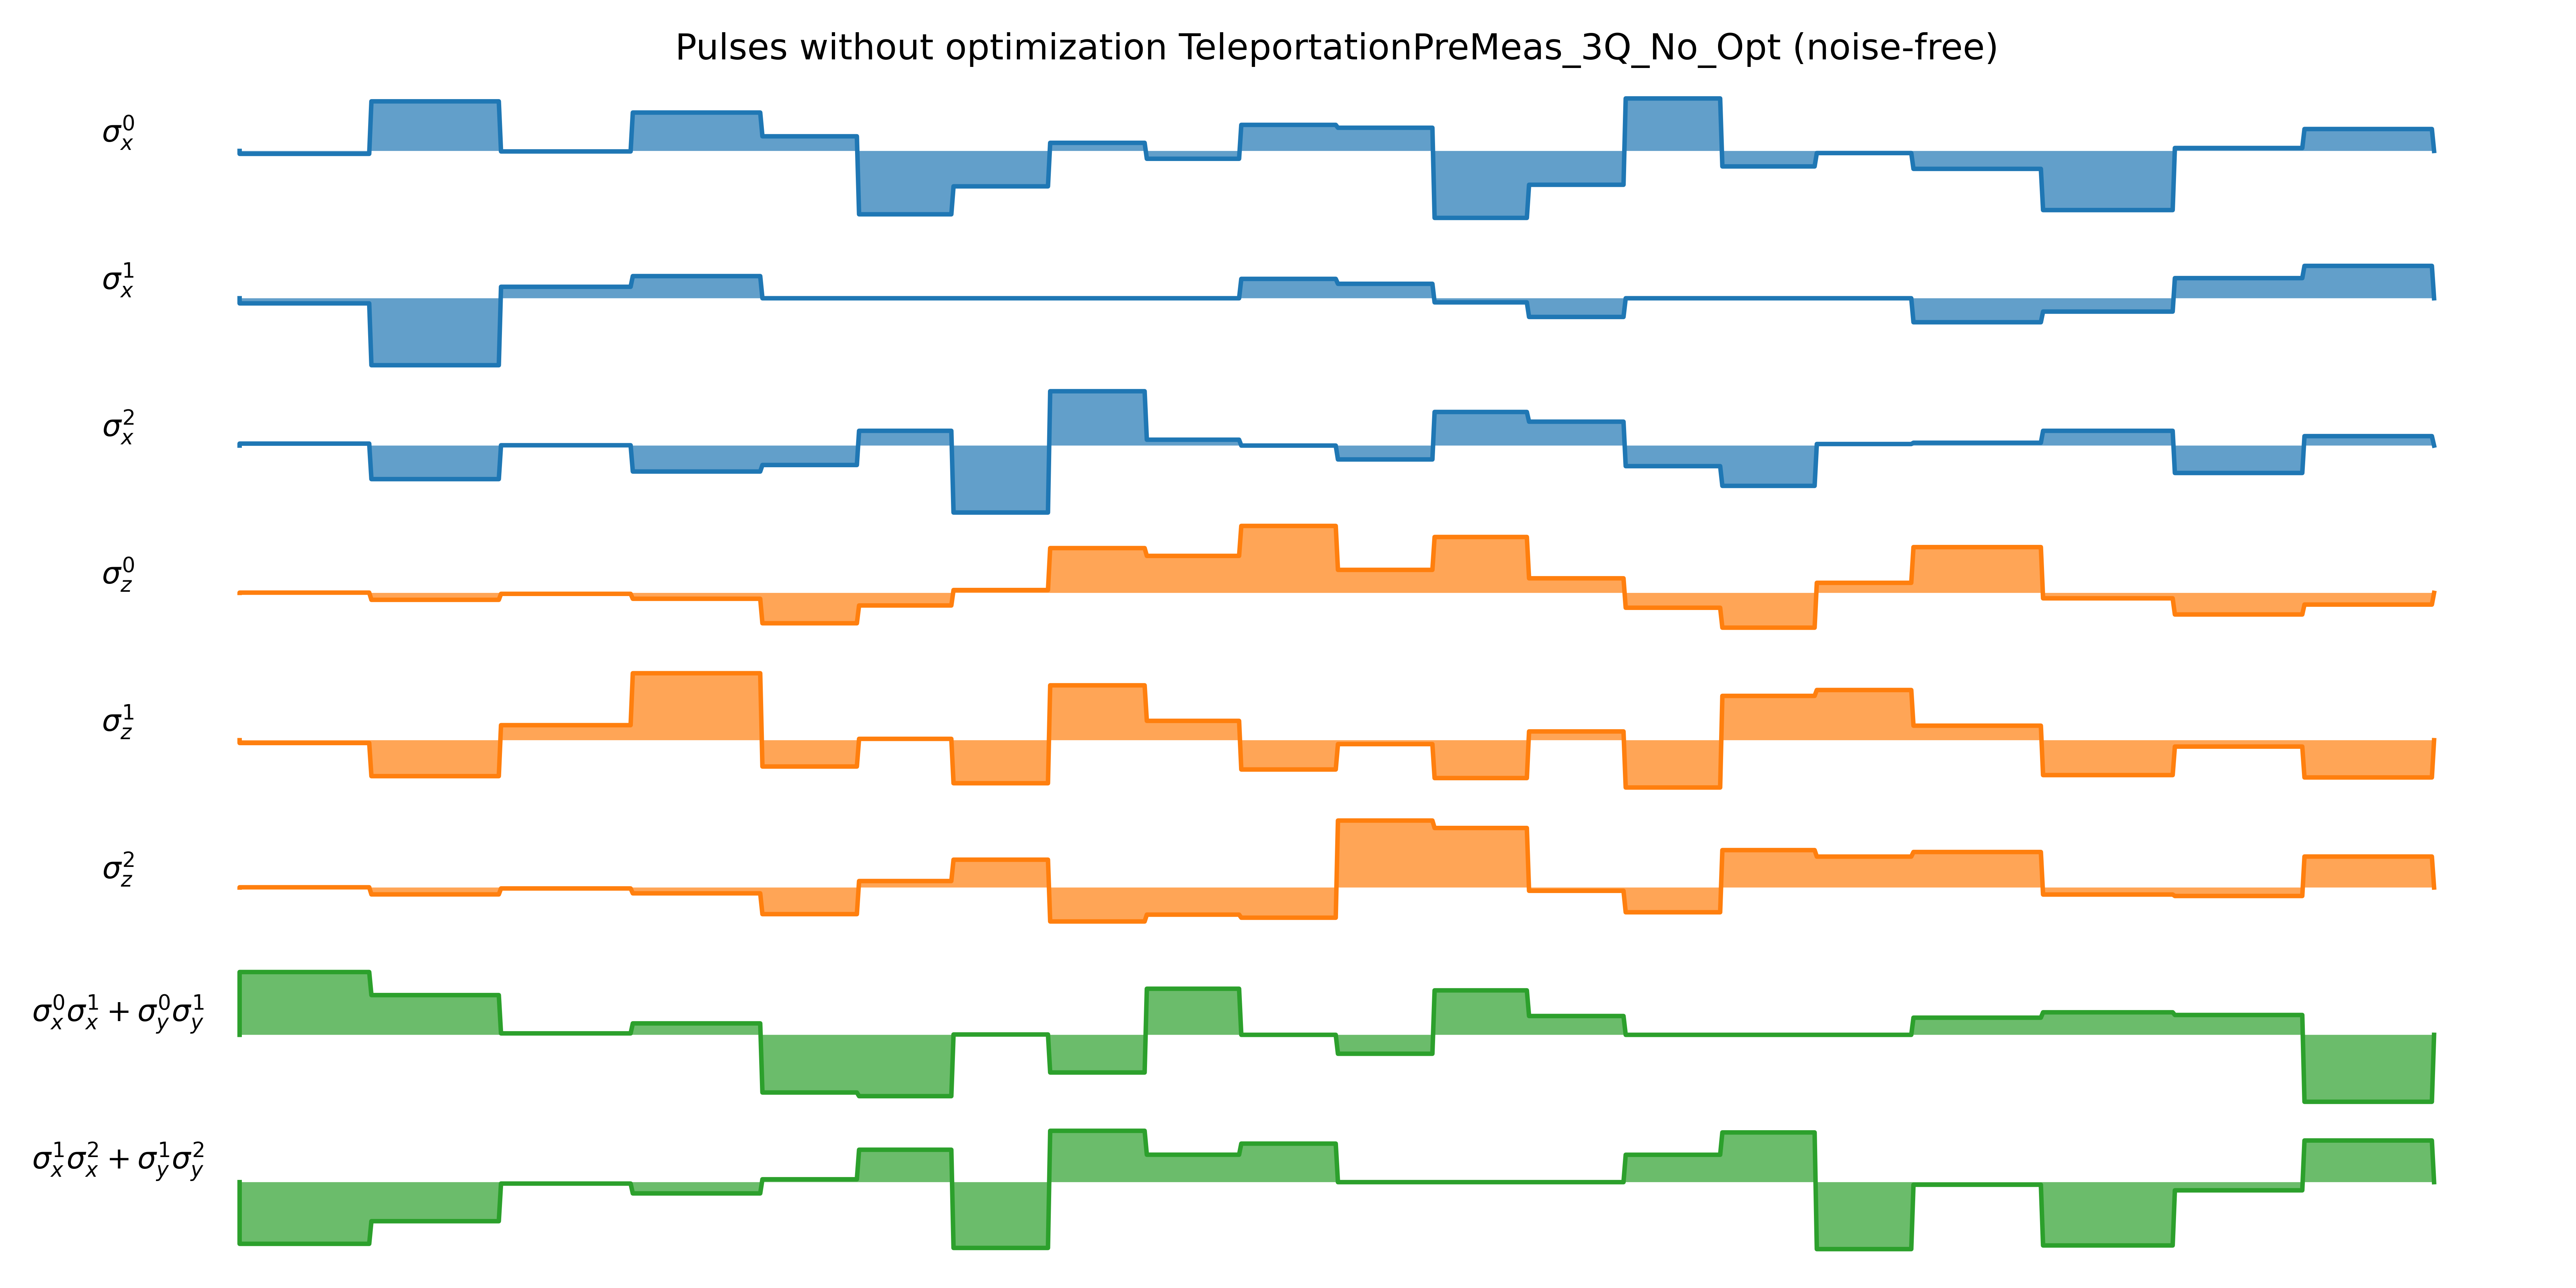 Pulses without optimization TeleportationPreMeas_3Q_No_Opt (noise-free)
σ_x^0
σ_x^1
σ_x^2
σ_z^0
σ_z^1
σ_z^2
σ_x^0σ_x^1 + σ_y^0σ_y^1
σ_x^1σ_x^2 + σ_y^1σ_y^2